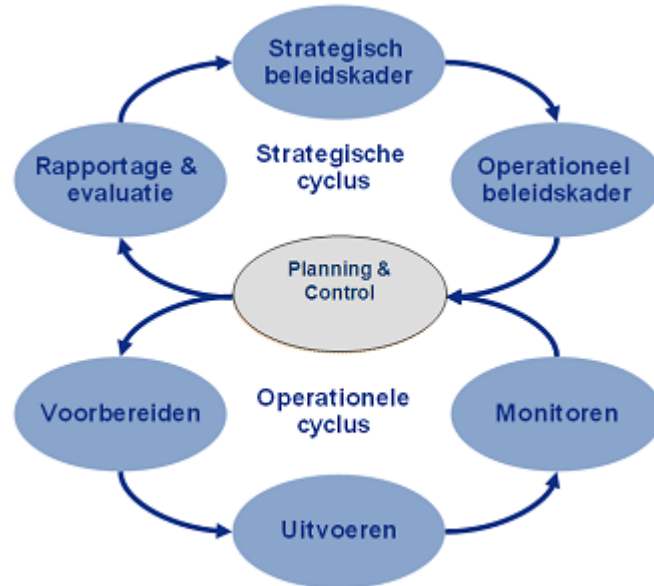 Strategisch
beleidskader
Rapportage &
evaluatie
Strategische
cyclus
Operationeel
beleidskader
Planning &
Control
Voorbereiden
Operationele
cyclus
Monitoren
Uitvoeren